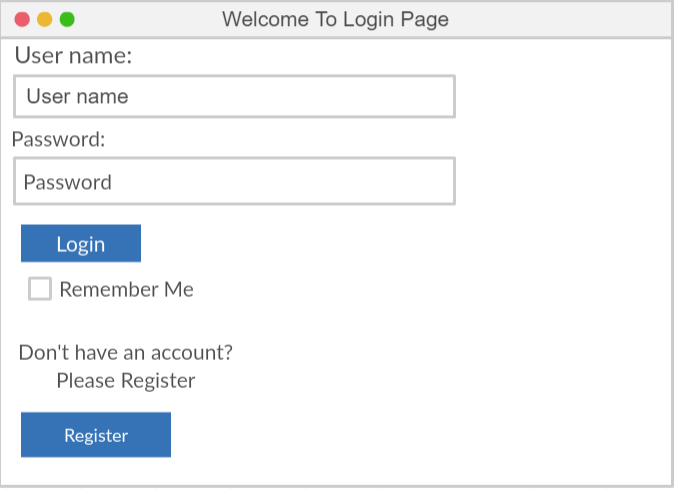 Welcome To Login Page
User name:
User name
Password:
Password
Login
Remember Me
Don't have an account?
Please Register
Register